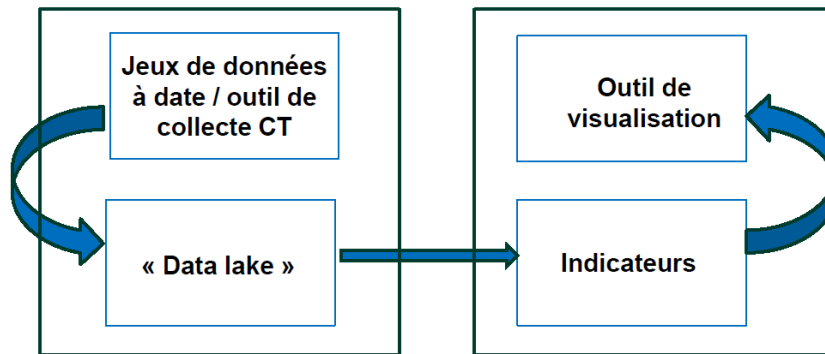 Jeux de données
à date / outil de
collecte CT
« Data lake »
Outil de
visualisation
Indicateurs